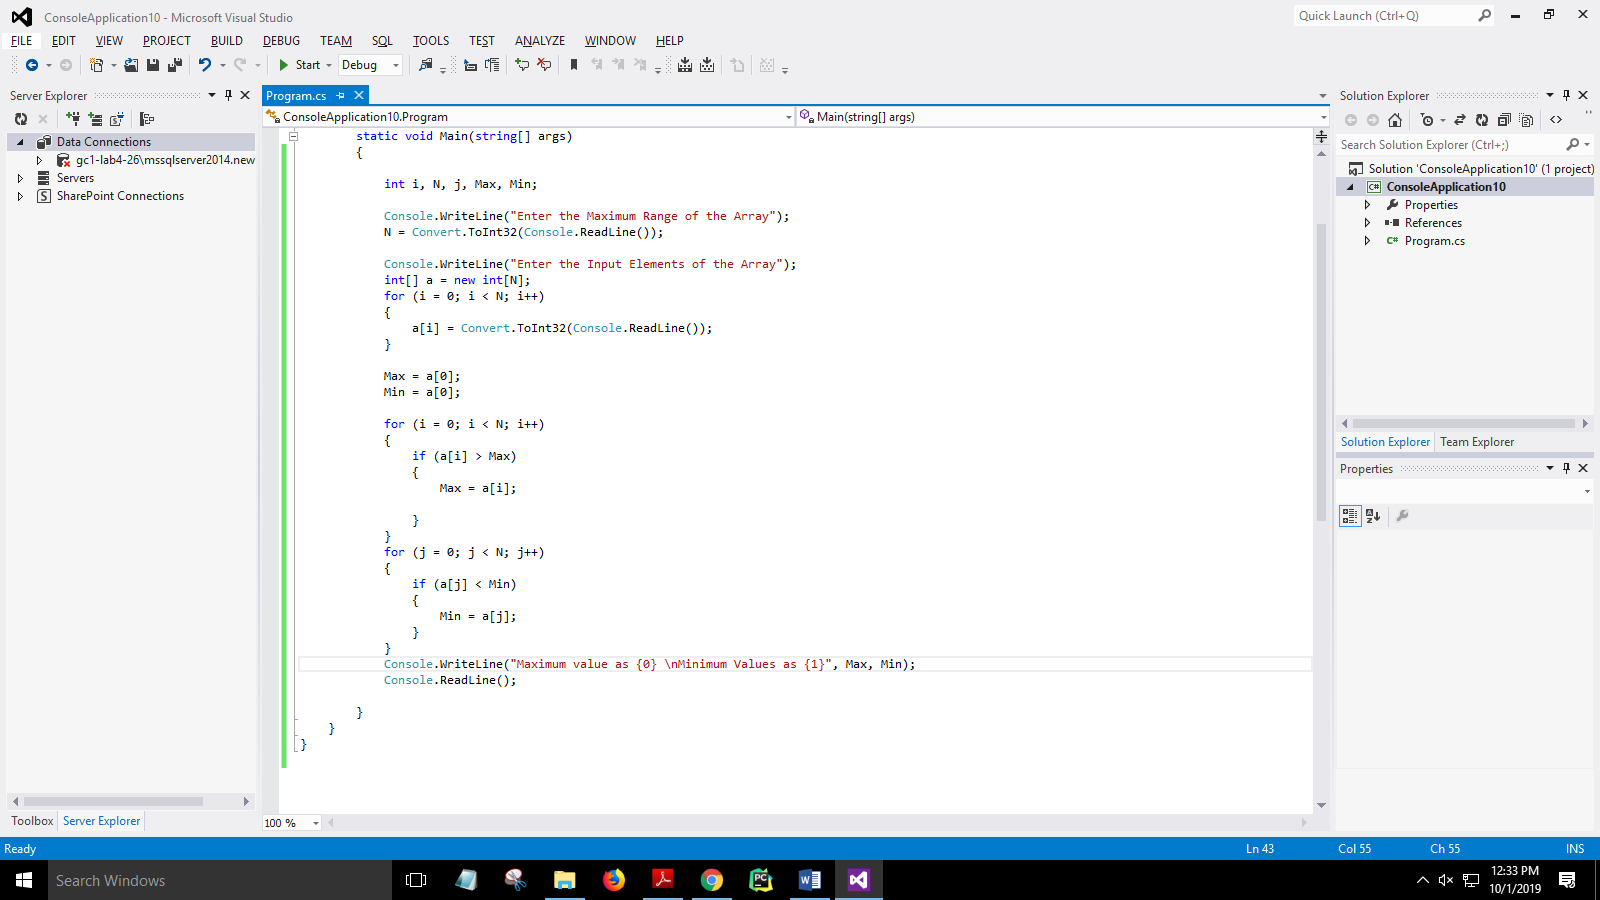 ConsoleApplication10 - Microsoft Visual Studio
Quick Launch (Ctrl+Q)
FILE EDIT VIEW PROJECT BUILD DEBUG TEAM SQL TOOLS TEST ANALYZE WINDOW HELP
Start Debug
Server Explorer
Data Connections
gc1-lab4-26\mssqlserver2014.new
Servers
SharePoint Connections
Toolbox Server Explorer
Program.cs
ConsoleApplication10.Program Main(string[] args)
static void Main(string[] args)
{
int i, N, j, Max, Min;
Console.WriteLine("Enter the Maximum Range of the Array");
N = Convert.ToInt32(Console.ReadLine());
Console.WriteLine("Enter the Input Elements of the Array");
int[] a = new int[N];
for (i = 0; i < N; i++)
{
a[i] = Convert.ToInt32(Console.ReadLine());
}
Max = a[0];
Min = a[0];
for (i = 0; i < N; i++)
{
if (a[i] > Max)
{
Max = a[i];
}
}
for (j = 0; j < N; j++)
{
if (a[j] < Min)
{
Min = a[j];
}
}
Console.WriteLine("Maximum value as {0} \nMinimum Values as {1}", Max, Min);
Console.ReadLine();
}
}
}
100 %
Solution Explorer
Search Solution Explorer (Ctrl+;)
Solution 'ConsoleApplication10' (1 project)
C# ConsoleApplication10
Properties
References
C# Program.cs
Solution Explorer Team Explorer
Properties
Ready Ln 43 Col 55 Ch 55 INS
Search Windows
12:33 PM
10/1/2019